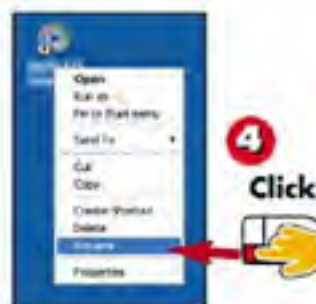 Open
Run as
Pin to Start menu
Send To
Cut
Copy
Create Shortcut
Delete
Rename
Properties
4
Click